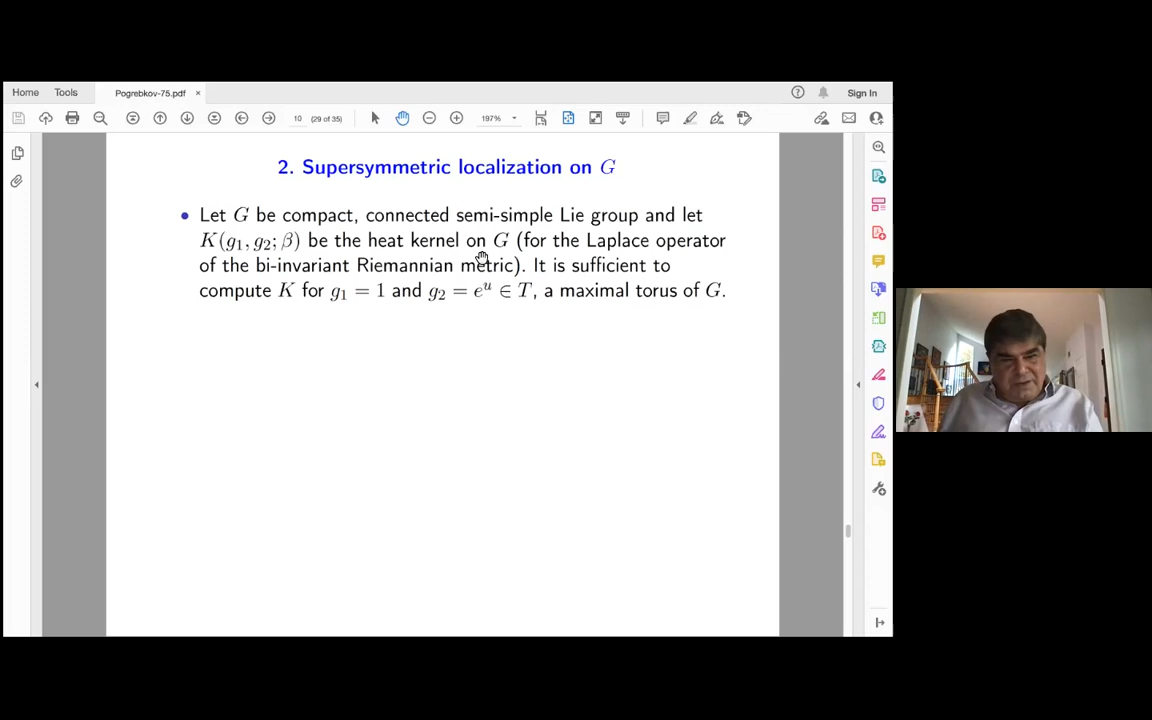 Home Tools Pogrebkov-75.pdf × Sign In
10 (29 of 35) 197%
2. Supersymmetric localization on G
• Let G be compact, connected semi-simple Lie group and let
K(g₁, g₂; β) be the heat kernel on G (for the Laplace operator
of the bi-invariant Riemannian metric). It is sufficient to
compute K for g₁ = 1 and g₂ = eᵘ ∈ T, a maximal torus of G.